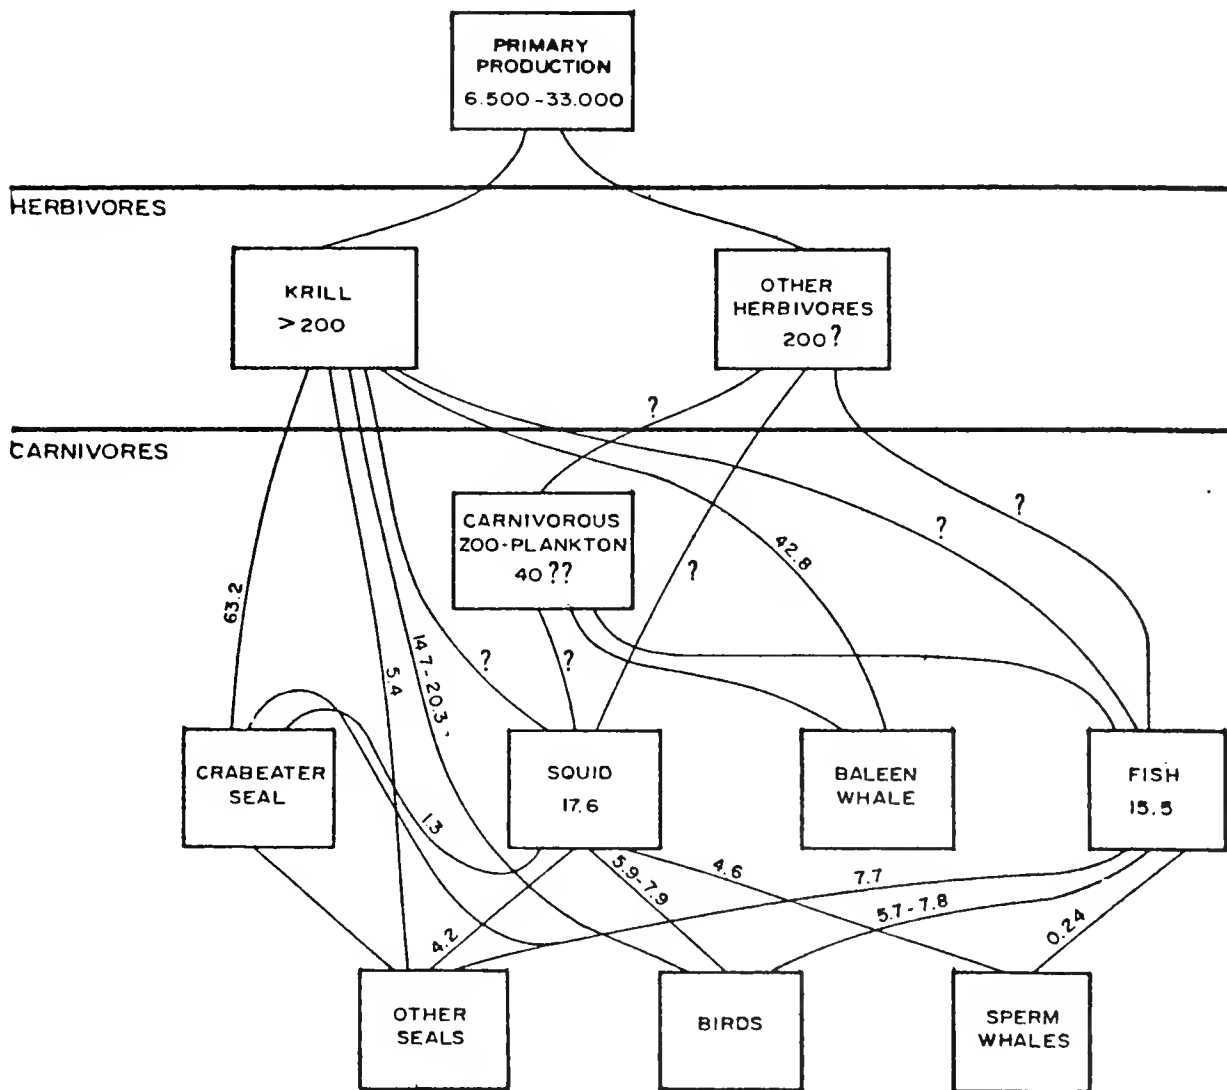 PRIMARY
PRODUCTION
6.500-33.000
HERBIVORES
KRILL
>200
OTHER
HERBIVORES
200?
?
CARNIVORES
CARNIVOROUS
ZOO-PLANKTON
40??
?
?
42.8
?
63.2
5.4
14.7-20.3
?
?
CRABEATER
SEAL
SQUID
17.6
BALEEN
WHALE
FISH
15.5
1.3
5.9-7.9
4.6
7.7
5.7-7.8
0.24
4.2
OTHER
SEALS
BIRDS
SPERM
WHALES